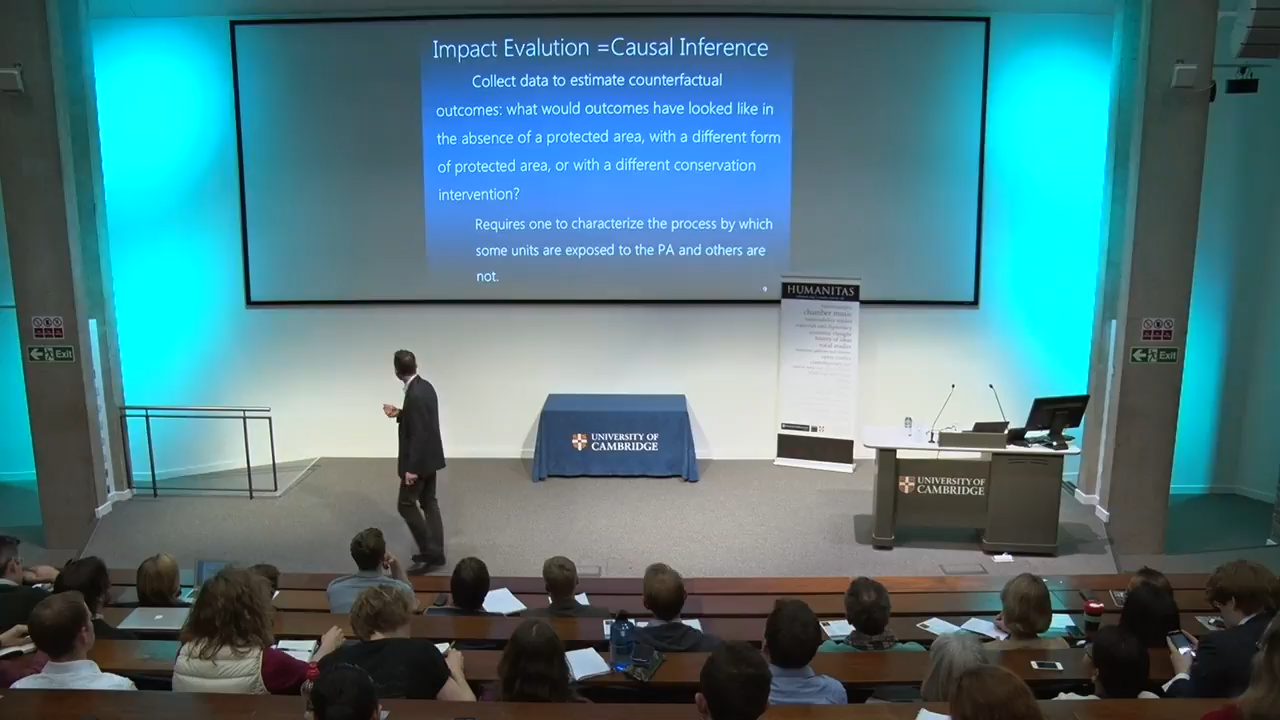 Impact Evalution =Causal Inference
Collect data to estimate counterfactual
outcomes: what would outcomes have looked like in
the absence of a protected area, with a different form
of protected area, or with a different conservation
intervention?
Requires one to characterize the process by which
some units are exposed to the PA and others are
not.
9
HUMANITAS
chamber music
vocal studies
Exit
Exit
UNIVERSITY OF
CAMBRIDGE
UNIVERSITY OF
CAMBRIDGE